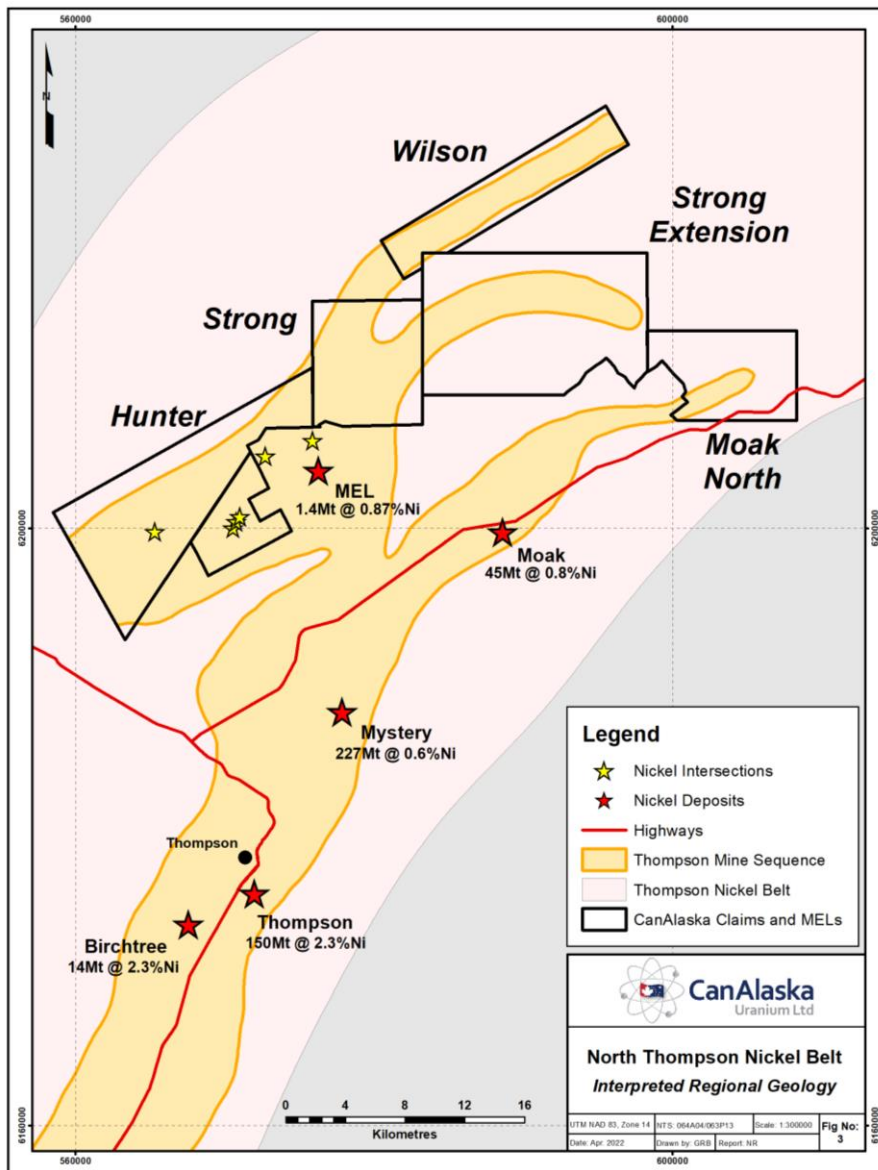 560000
600000
N
Wilson
Strong
Extension
Strong
Hunter
MEL
1.4Mt @ 0.87%Ni
Moak
North
6200000
6200000
Moak
45Mt @ 0.8%Ni
Mystery
227Mt @ 0.6%Ni
Thompson
Thompson
150Mt @ 2.3%Ni
Birchtree
14Mt @ 2.3%Ni
Legend
Nickel Intersections
Nickel Deposits
Highways
Thompson Mine Sequence
Thompson Nickel Belt
CanAlaska Claims and MELs
CanAlaska
Uranium Ltd
North Thompson Nickel Belt
Interpreted Regional Geology
UTM NAD 83, Zone 14 NTS: 064A04/063P13 Scale: 1:300000 Fig No:
3
Date: Apr. 2022 Drawn by: GRB Report: NR
0 2 4 8 12 16
Kilometres
6160000
6160000
560000
600000